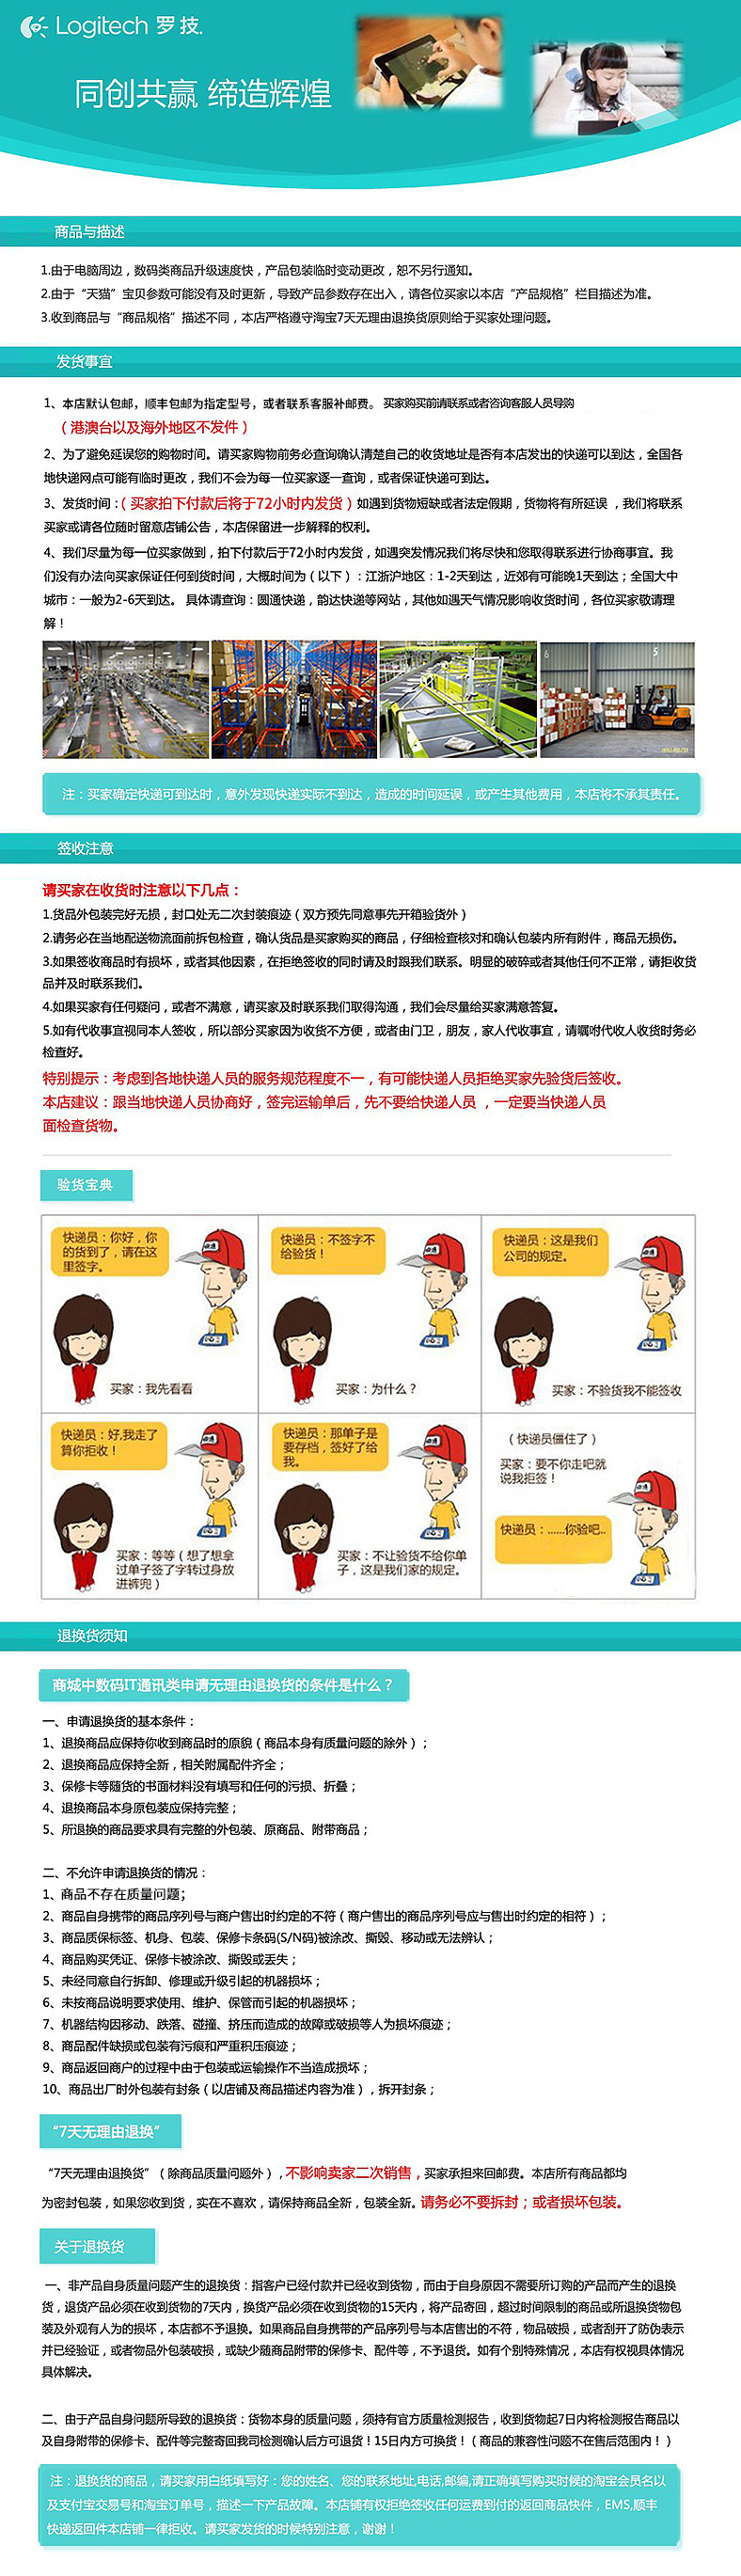 Logitech 罗技.
同创共赢 缔造辉煌
商品与描述
1.由于电脑周边，数码类商品升级速度快，产品包装临时变动更改，恕不另行通知。
2.由于“天猫”宝贝参数可能没有及时更新，导致产品参数存在出入，请各位买家以本店“产品规格”栏目描述为准。
3.收到商品与“商品规格”描述不同，本店严格遵守淘宝7天无理由退换货原则给于买家处理问题。
发货事宜
1、本店默认包邮，顺丰包邮为指定型号，或者联系客服补邮费。买家购买前请联系或者咨询客服人员导购
（港澳台以及海外地区不发件）
2、为了避免延误您的购物时间。请买家购物前务必查询确认清楚自己的收货地址是否有本店发出的快递可以到达，全国各
地快递网点可能有临时更改，我们不会为每一位买家逐一查询，或者保证快递可到达。
3、发货时间：（买家拍下付款后将于72小时内发货）如遇到货物短缺或者法定假期，货物将有所延误 ，我们将联系
买家或请各位随时留意店铺公告，本店保留进一步解释的权利。
4、我们尽量为每一位买家做到，拍下付款后于72小时内发货，如遇突发情况我们将尽快和您取得联系进行协商事宜。我
们没有办法向买家保证任何到货时间，大概时间为（以下）：江浙沪地区：1-2天到达，近郊有可能晚1天到达；全国大中
城市：一般为2-6天到达。 具体请查询：圆通快递，韵达快递等网站，其他如遇天气情况影响收货时间，各位买家敬请理
解！
6
5
注：买家确定快递可到达时，意外发现快递实际不到达，造成的时间延误，或产生其他费用，本店将不承其责任。
签收注意
请买家在收货时注意以下几点：
1.货品外包装完好无损，封口处无二次封装痕迹（双方预先同意事先开箱验货外）
2.请务必在当地配送物流面前拆包检查，确认货品是买家购买的商品，仔细检查核对和确认包装内所有附件，商品无损伤。
3.如果签收商品时有损坏，或者其他因素，在拒绝签收的同时请及时跟我们联系。明显的破碎或者其他任何不正常，请拒收货
品并及时联系我们。
4.如果买家有任何疑问，或者不满意，请买家及时联系我们取得沟通，我们会尽量给买家满意答复。
5.如有代收事宜视同本人签收，所以部分买家因为收货不方便，或者由门卫，朋友，家人代收事宜，请嘱咐代收人收货时务必
检查好。
特别提示：考虑到各地快递人员的服务规范程度不一，有可能快递人员拒绝买家先验货后签收。
本店建议：跟当地快递人员协商好，签完运输单后，先不要给快递人员 ，一定要当快递人员
面检查货物。
验货宝典
快递员：你好，你
的货到了，请在这
里签字。
买家：我先看看
快递员：不签字不
给验货！
买家：为什么？
快递员：这是我们
公司的规定。
买家：不验货我不能签收
快递员：好,我走了
算你拒收！
买家：等等（想了想拿
过单子签了字转过身放
进裤兜）
快递员：那单子是
要存档，签好了给
我。
买家：不让验货不给你单
子，这是我们家的规定。
（快递员僵住了）
买家：要不你走吧就
说我拒签！
快递员：......你验吧..
退换货须知
商城中数码IT通讯类申请无理由退换货的条件是什么？
一、申请退换货的基本条件：
1、退换商品应保持你收到商品时的原貌（商品本身有质量问题的除外）；
2、退换商品应保持全新，相关附属配件齐全；
3、保修卡等随货的书面材料没有填写和任何的污损、折叠；
4、退换商品本身原包装应保持完整；
5、所退换的商品要求具有完整的外包装、原商品、附带商品；
二、不允许申请退换货的情况：
1、商品不存在质量问题；
2、商品自身携带的商品序列号与商户售出时约定的不符（商户售出的商品序列号应与售出时约定的相符）；
3、商品质保标签、机身、包装、保修卡条码(S/N码)被涂改、撕毁、移动或无法辨认；
4、商品购买凭证、保修卡被涂改、撕毁或丢失；
5、未经同意自行拆卸、修理或升级引起的机器损坏；
6、未按商品说明要求使用、维护、保管而引起的机器损坏；
7、机器结构因移动、跌落、碰撞、挤压而造成的故障或破损等人为损坏痕迹；
8、商品配件缺损或包装有污痕和严重积压痕迹；
9、商品返回商户的过程中由于包装或运输操作不当造成损坏；
10、商品出厂时外包装有封条（以店铺及商品描述内容为准），拆开封条；
“7天无理由退换”
“7天无理由退换货”（除商品质量问题外），不影响卖家二次销售，买家承担来回邮费。本店所有商品都均
为密封包装，如果您收到货，实在不喜欢，请保持商品全新，包装全新。请务必不要拆封；或者损坏包装。
关于退换货
一、非产品自身质量问题产生的退换货：指客户已经付款并已经收到货物，而由于自身原因不需要所订购的产品而产生的退换
货，退货产品必须在收到货物的7天内，换货产品必须在收到货物的15天内，将产品寄回，超过时间限制的商品或所退换货物包
装及外观有人为的损坏，本店都不予退换。如果商品自身携带的产品序列号与本店售出的不符，物品破损，或者刮开了防伪表示
并已经验证，或者物品外包装破损，或缺少随商品附带的保修卡、配件等，不予退货。如有个别特殊情况，本店有权视具体情况
具体解决。
二、由于产品自身问题所导致的退换货：货物本身的质量问题，须持有官方质量检测报告，收到货物起7日内将检测报告商品以
及自身附带的保修卡、配件等完整寄回我司检测确认后方可退货！15日内方可换货！（商品的兼容性问题不在售后范围内！）
注：退换货的商品，请买家用白纸填写好：您的姓名、您的联系地址,电话,邮编,请正确填写购买时候的淘宝会员名以
及支付宝交易号和淘宝订单号，描述一下产品故障。本店铺有权拒绝签收任何运费到付的返回商品快件，EMS,顺丰
快递返回件本店铺一律拒收。请买家发货的时候特别注意，谢谢！